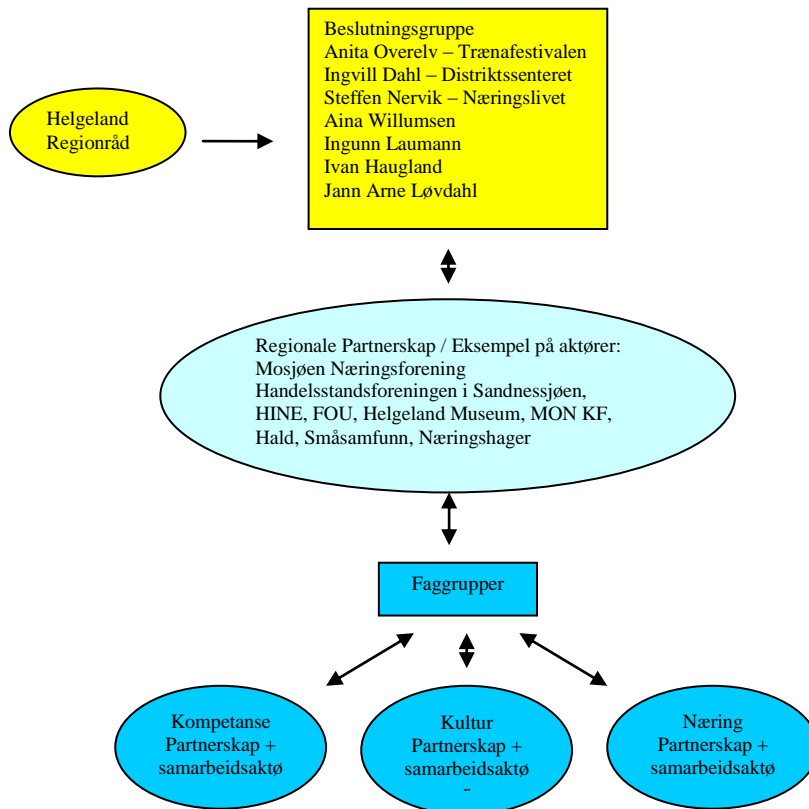 Beslutningsgruppe
Anita Overelv – Trænafestivalen
Ingvill Dahl – Distriktssenteret
Steffen Nervik – Næringslivet
Aina Willumsen
Ingunn Laumann
Ivan Haugland
Jann Arne Løvdahl
Helgeland
Regionråd
Regionale Partnerskap / Eksempel på aktører:
Mosjøen Næringsforening
Handelsstandsforeningen i Sandnessjøen,
HINE, FOU, Helgeland Museum, MON KF,
Hald, Småsamfunn, Næringshager
Faggrupper
Kompetanse
Partnerskap +
samarbeidsaktø
Kultur
Partnerskap +
samarbeidsaktø
r
Næring
Partnerskap +
samarbeidsaktø